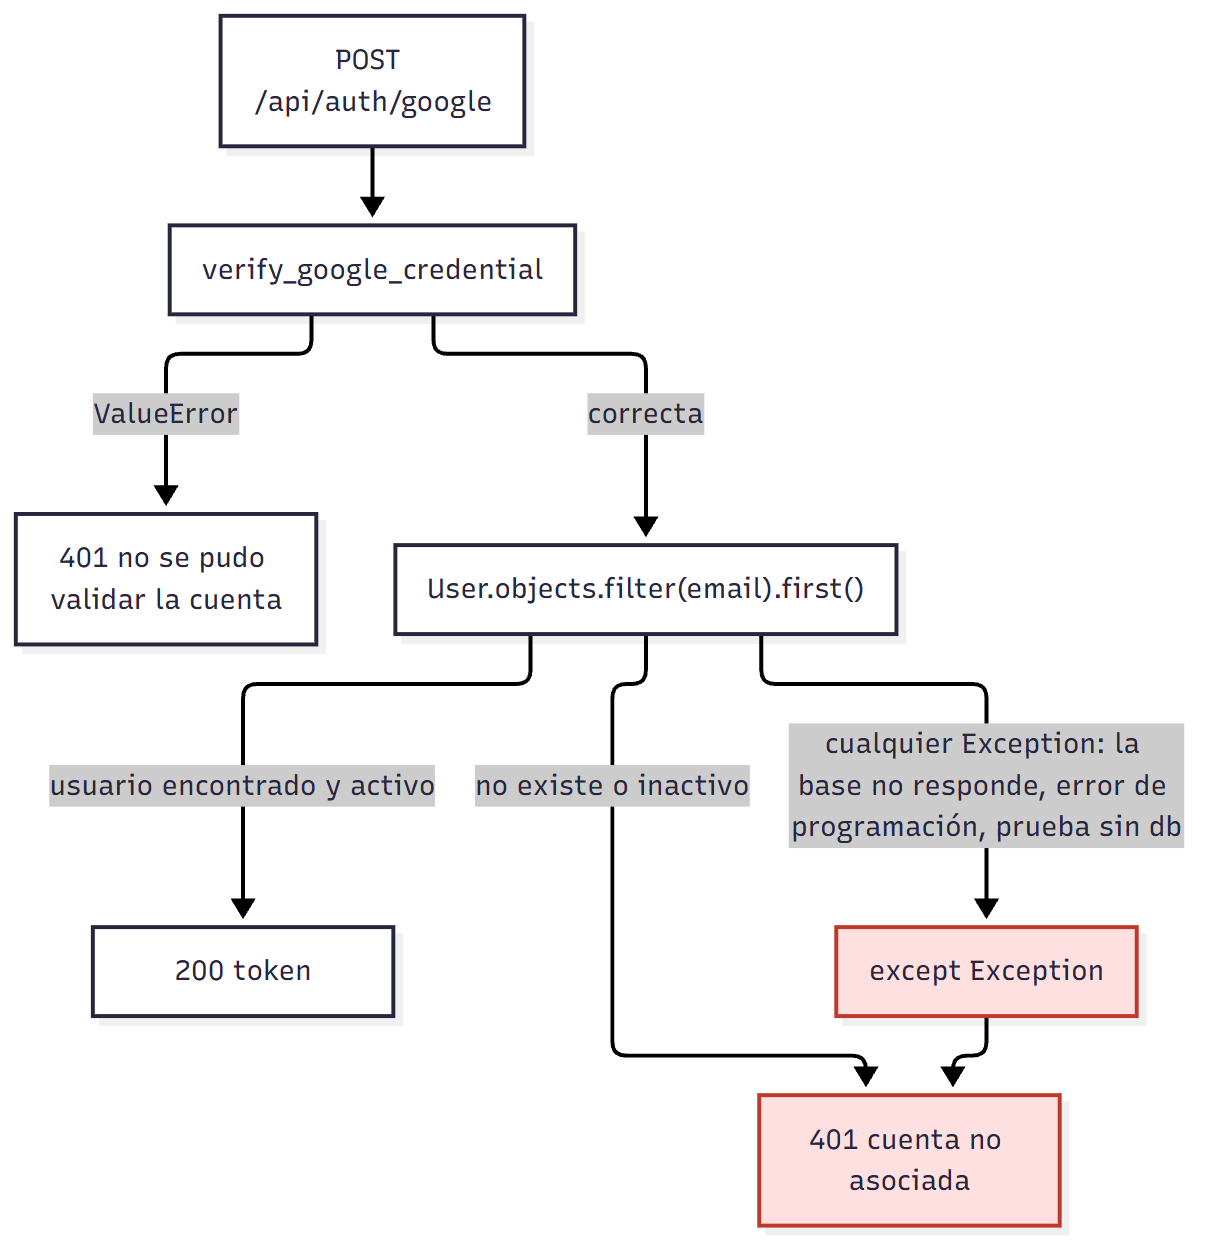 POST
/api/auth/google
verify_google_credential
ValueError
correcta
401 no se pudo
validar la cuenta
User.objects.filter(email).first()
usuario encontrado y activo
no existe o inactivo
cualquier Exception: la
base no responde, error de
programación, prueba sin db
200 token
except Exception
401 cuenta no
asociada